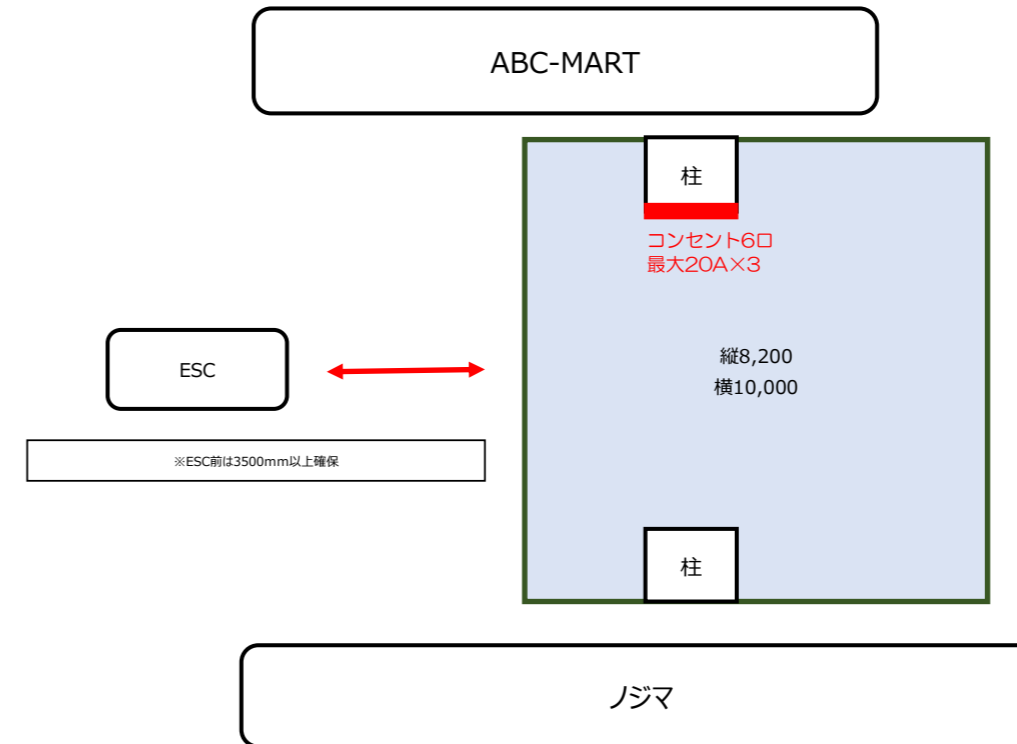 ABC-MART
柱
コンセント6口
最大20A×3
縦8,200
横10,000
ESC
※ESC前は3500mm以上確保
柱
ノジマ